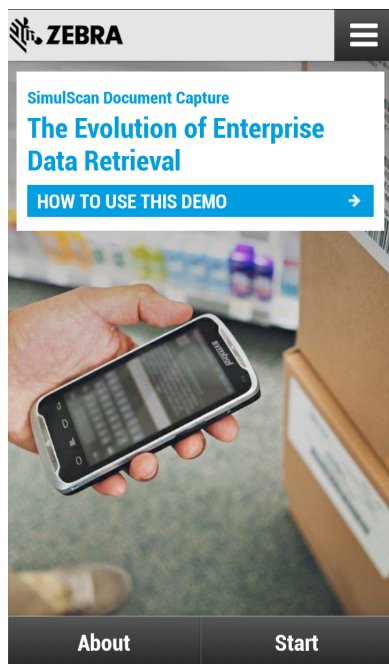 ZEBRA
SimulScan Document Capture
The Evolution of Enterprise
Data Retrieval
HOW TO USE THIS DEMO
symbol
About
Start